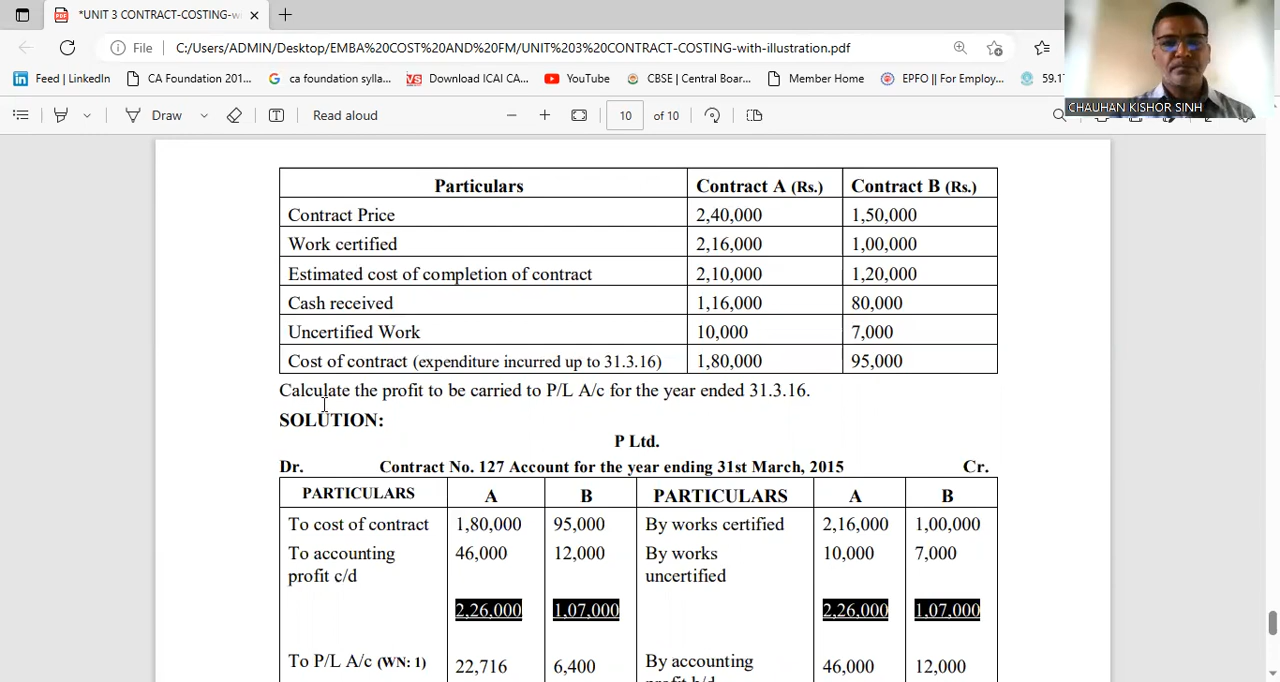 *UNIT 3 CONTRACT-COSTING-w
File C:/Users/ADMIN/Desktop/EMBA%20COST%20AND%20FM/UNIT%203%20CONTRACT-COSTING-with-illustration.pdf
Feed | LinkedIn CA Foundation 201... ca foundation sylla... Download ICAI CA... YouTube CBSE | Central Boar... Member Home EPFO || For Employ... 59.1
CHAUHAN KISHOR SINH
Draw Read aloud 10 of 10
Particulars Contract A (Rs.) Contract B (Rs.)
Contract Price 2,40,000 1,50,000
Work certified 2,16,000 1,00,000
Estimated cost of completion of contract 2,10,000 1,20,000
Cash received 1,16,000 80,000
Uncertified Work 10,000 7,000
Cost of contract (expenditure incurred up to 31.3.16) 1,80,000 95,000
Calculate the profit to be carried to P/L A/c for the year ended 31.3.16.
SOLUTION:
P Ltd.
Dr. Contract No. 127 Account for the year ending 31st March, 2015 Cr.
PARTICULARS A B PARTICULARS A B
To cost of contract 1,80,000 95,000 By works certified 2,16,000 1,00,000
To accounting 46,000 12,000 By works 10,000 7,000
profit c/d uncertified
2,26,000 1,07,000 2,26,000 1,07,000
To P/L A/c (WN: 1) 22,716 6,400 By accounting 46,000 12,000